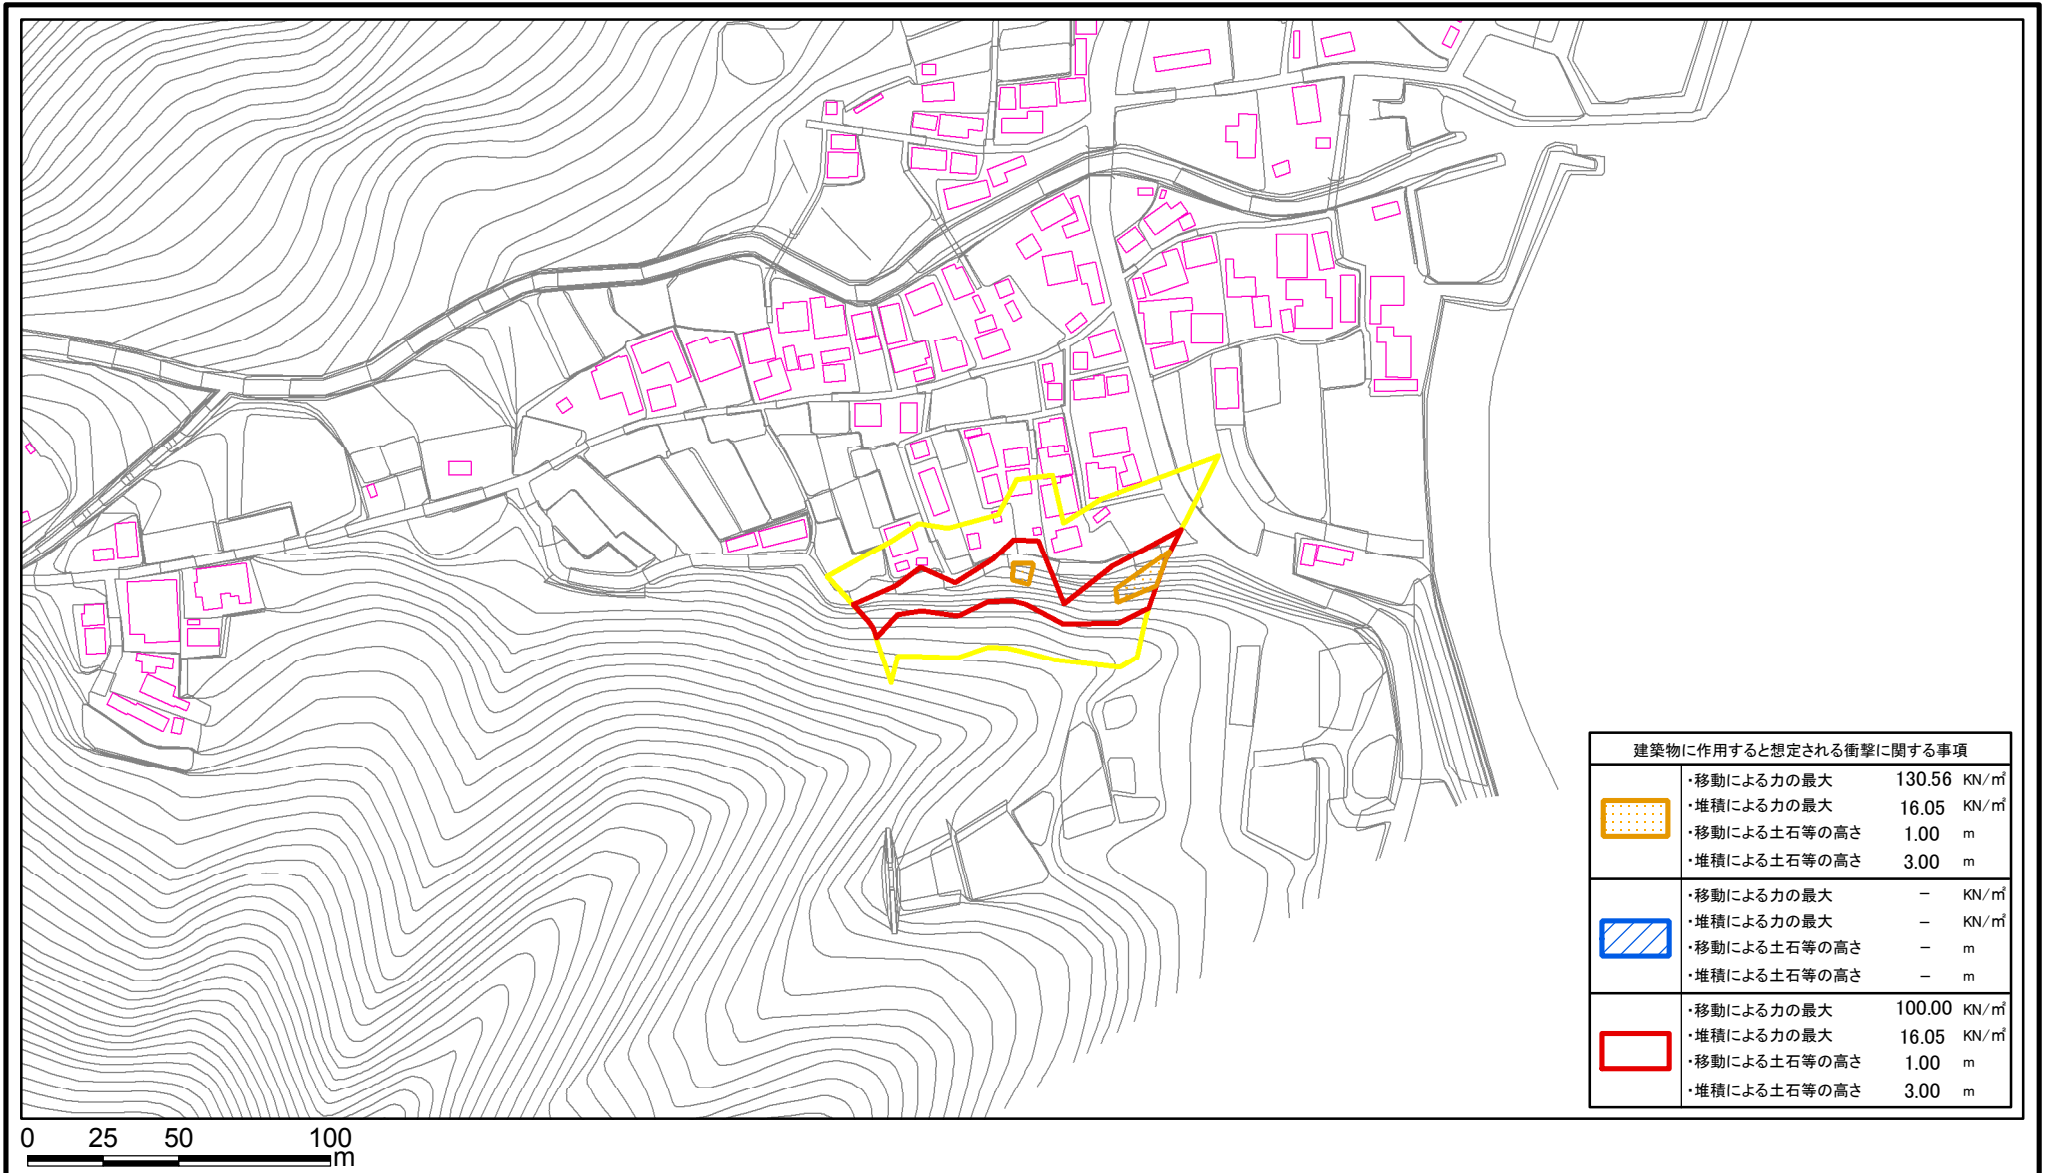 建築物に作用すると想定される衝撃に関する事項
・移動による力の最大 130.56 KN/㎡
・堆積による力の最大 16.05 KN/㎡
・移動による土石等の高さ 1.00 m
・堆積による土石等の高さ 3.00 m
・移動による力の最大 － KN/㎡
・堆積による力の最大 － KN/㎡
・移動による土石等の高さ － m
・堆積による土石等の高さ － m
・移動による力の最大 100.00 KN/㎡
・堆積による力の最大 16.05 KN/㎡
・移動による土石等の高さ 1.00 m
・堆積による土石等の高さ 3.00 m
0 25 50 100
m